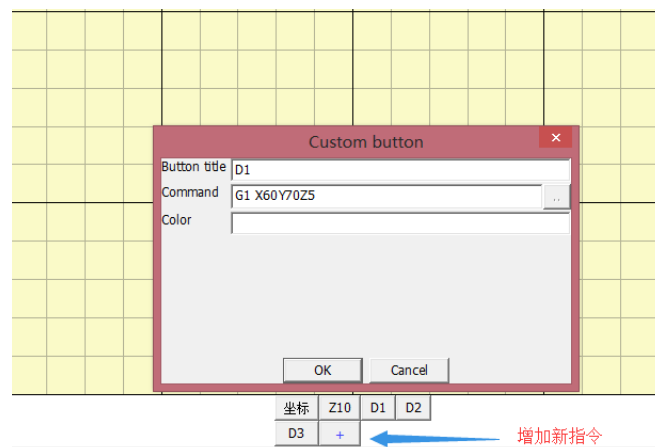 Custom button
Button title D1
Command G1 X60Y70Z5 ..
Color
OK Cancel
坐标 Z10 D1 D2
D3 + 增加新指令